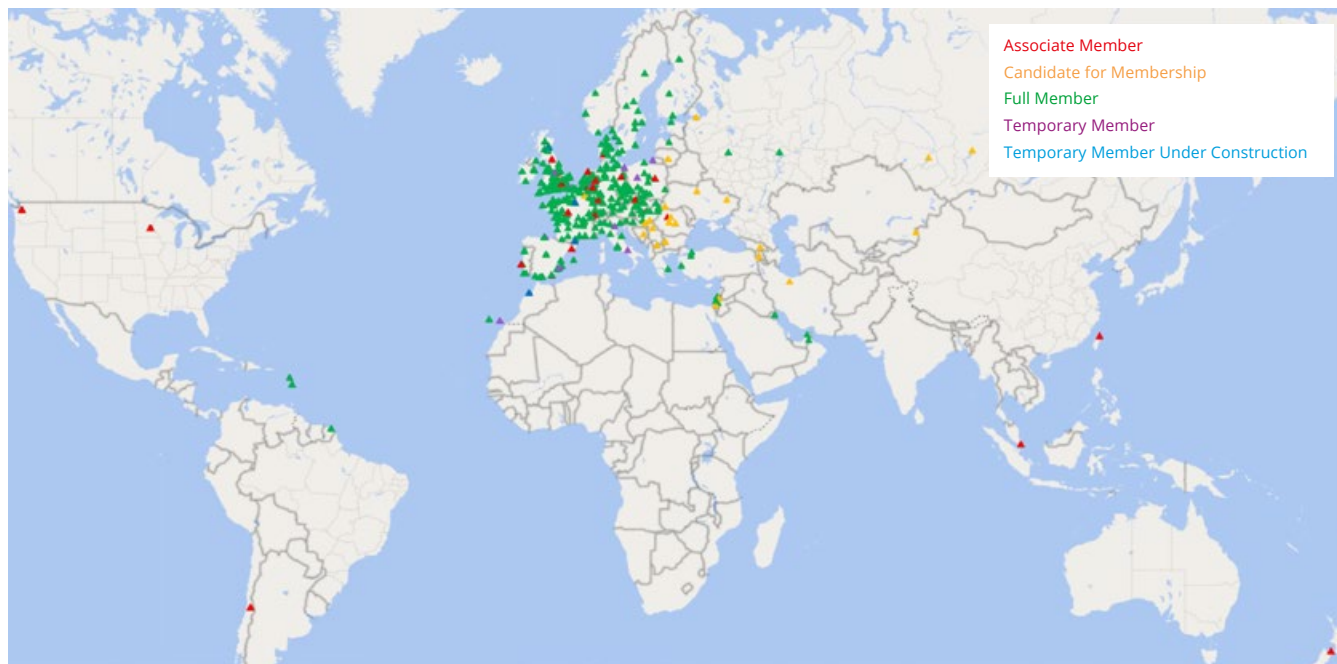 Associate Member
Candidate for Membership
Full Member
Temporary Member
Temporary Member Under Construction